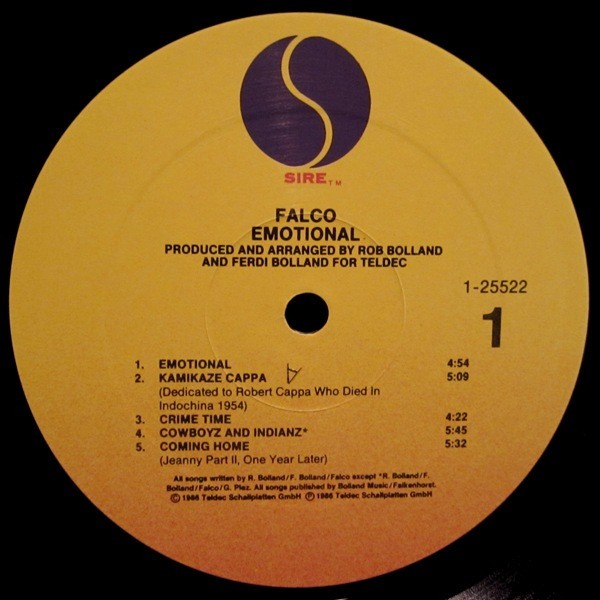 SIRE™
FALCO
EMOTIONAL
PRODUCED AND ARRANGED BY ROB BOLLAND
AND FERDI BOLLAND FOR TELDEC
1-25522
1
1. EMOTIONAL 4:54
2. KAMIKAZE CAPPA 5:09
(Dedicated to Robert Cappa Who Died In
Indochina 1954)
3. CRIME TIME 4:22
4. COWBOYZ AND INDIANZ* 5:45
5. COMING HOME 5:32
(Jeanny Part II, One Year Later)
All songs written by R. Bolland/F. Bolland/Falco except *R. Bolland/F.
Bolland/Falco/G. Plez. All songs published by Bolland Music/Falkenhorst.
© 1986 Teldec Schallplatten GmbH ℗ 1986 Teldec Schallplatten GmbH